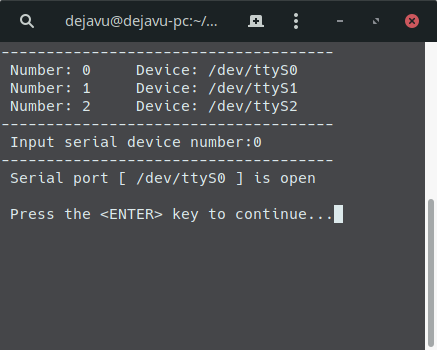 dejavu@dejavu-pc:~/...
-------------------------------------
Number: 0     Device: /dev/ttyS0
Number: 1     Device: /dev/ttyS1
Number: 2     Device: /dev/ttyS2
-------------------------------------
Input serial device number:0
-------------------------------------
Serial port [ /dev/ttyS0 ] is open
Press the <ENTER> key to continue...